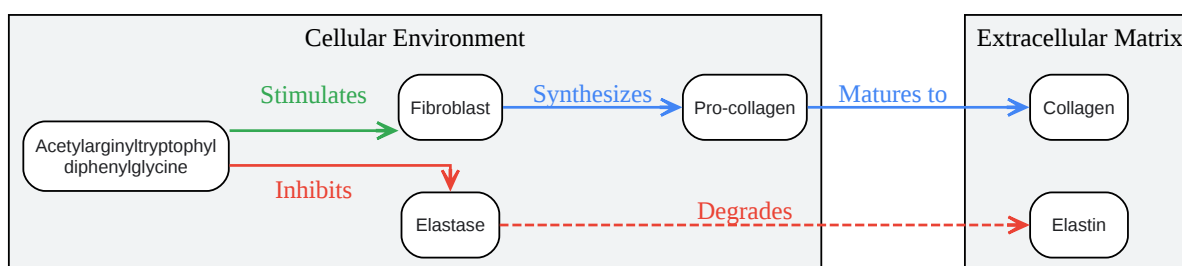 Cellular Environment
Extracellular Matrix
Stimulates
Fibroblast
Synthesizes
Pro-collagen
Matures to
Collagen
Acetylarginyltryptophyl
diphenylglycine
Inhibits
Elastase
Degrades
Elastin